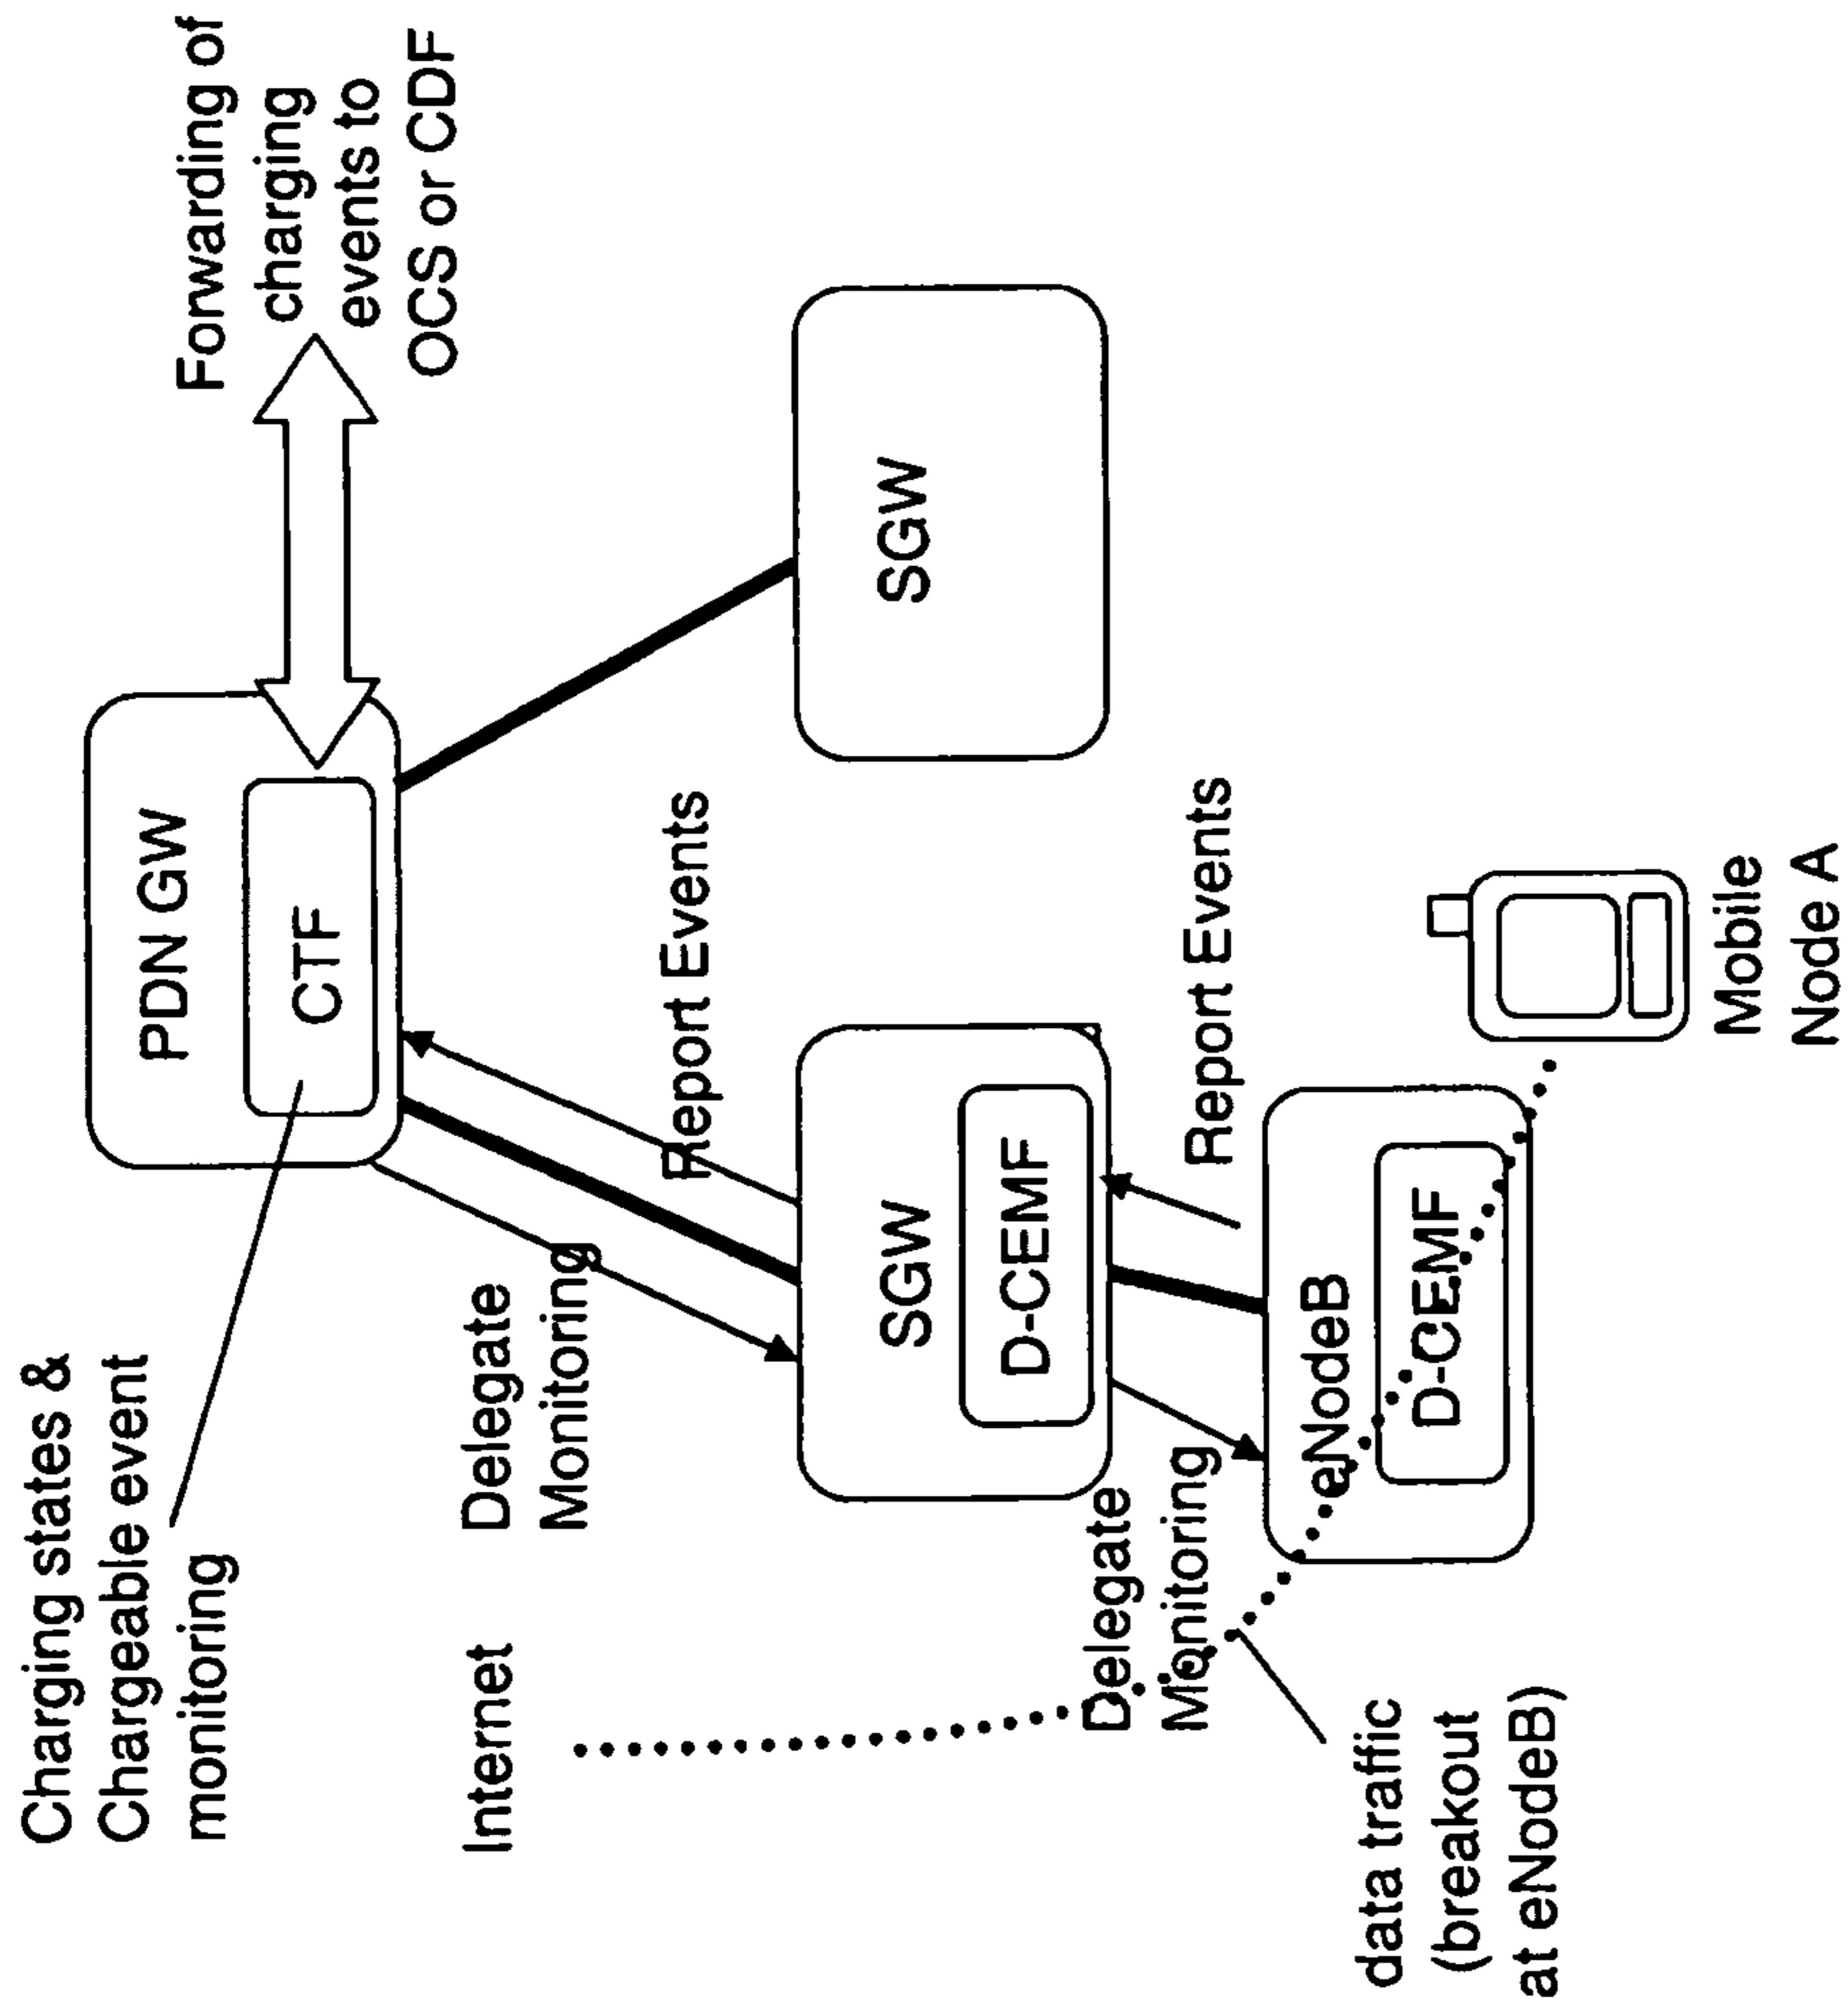 Charging states &
Chargeable event
monitoring
Forwarding of
charging
events to
OCS or CDF
PDN GW
CTF
Internet
Delegate
Monitoring
Report Events
SGW
D-CEMF
SGW
Delegate
Monitoring
Report Events
eNodeB
D-CEMF
data traffic
(breakout
at eNodeB)
Mobile
Node A